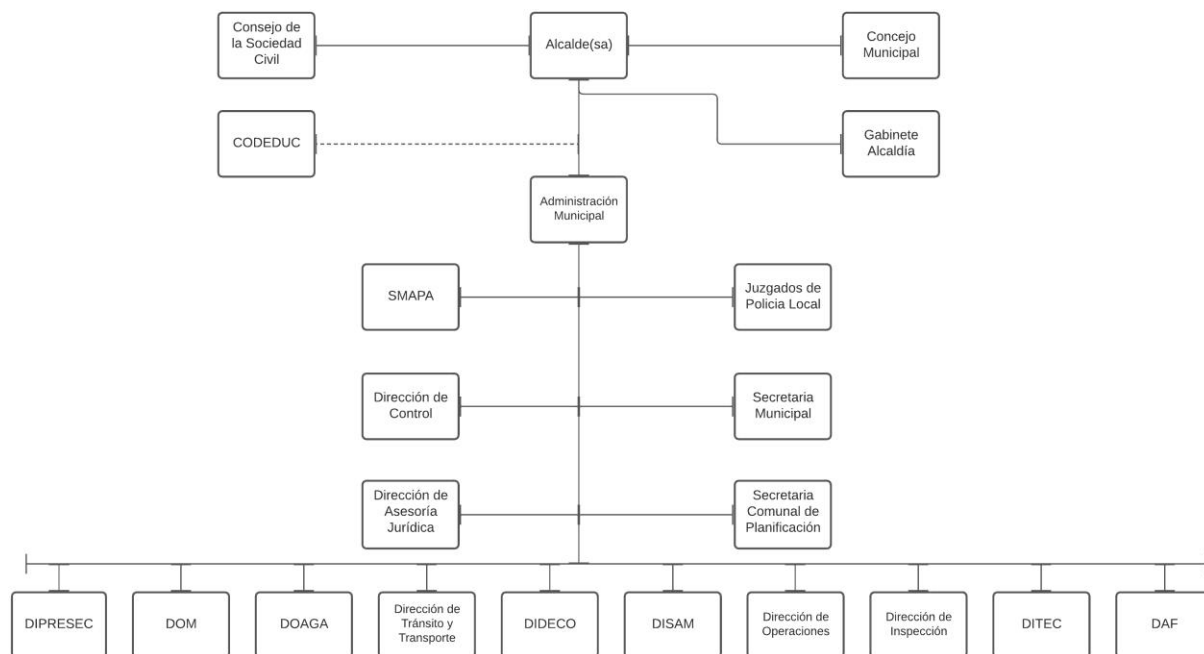 Consejo de
la Sociedad
Civil
Alcalde(sa)
Concejo
Municipal
CODEDUC
Gabinete
Alcaldía
Administración
Municipal
SMAPA
Juzgados de
Policia Local
Dirección de
Control
Secretaria
Municipal
Dirección de
Asesoría
Jurídica
Secretaria
Comunal de
Planificación
DIPRESEC
DOM
DOAGA
Dirección de
Tránsito y
Transporte
DIDECO
DISAM
Dirección de
Operaciones
Dirección de
Inspección
DITEC
DAF